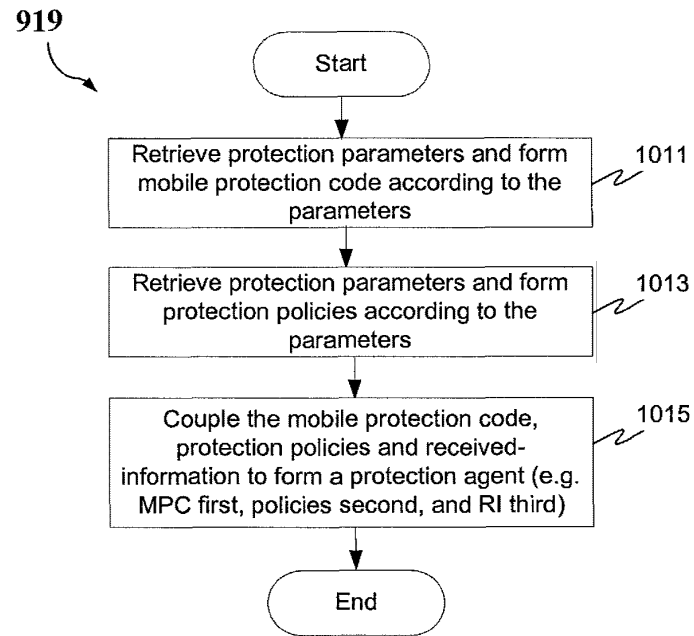 919
Start
Retrieve protection parameters and form
mobile protection code according to the
parameters
1011
Retrieve protection parameters and form
protection policies according to the
parameters
1013
Couple the mobile protection code,
protection policies and received-
information to form a protection agent (e.g.
MPC first, policies second, and RI third)
1015
End